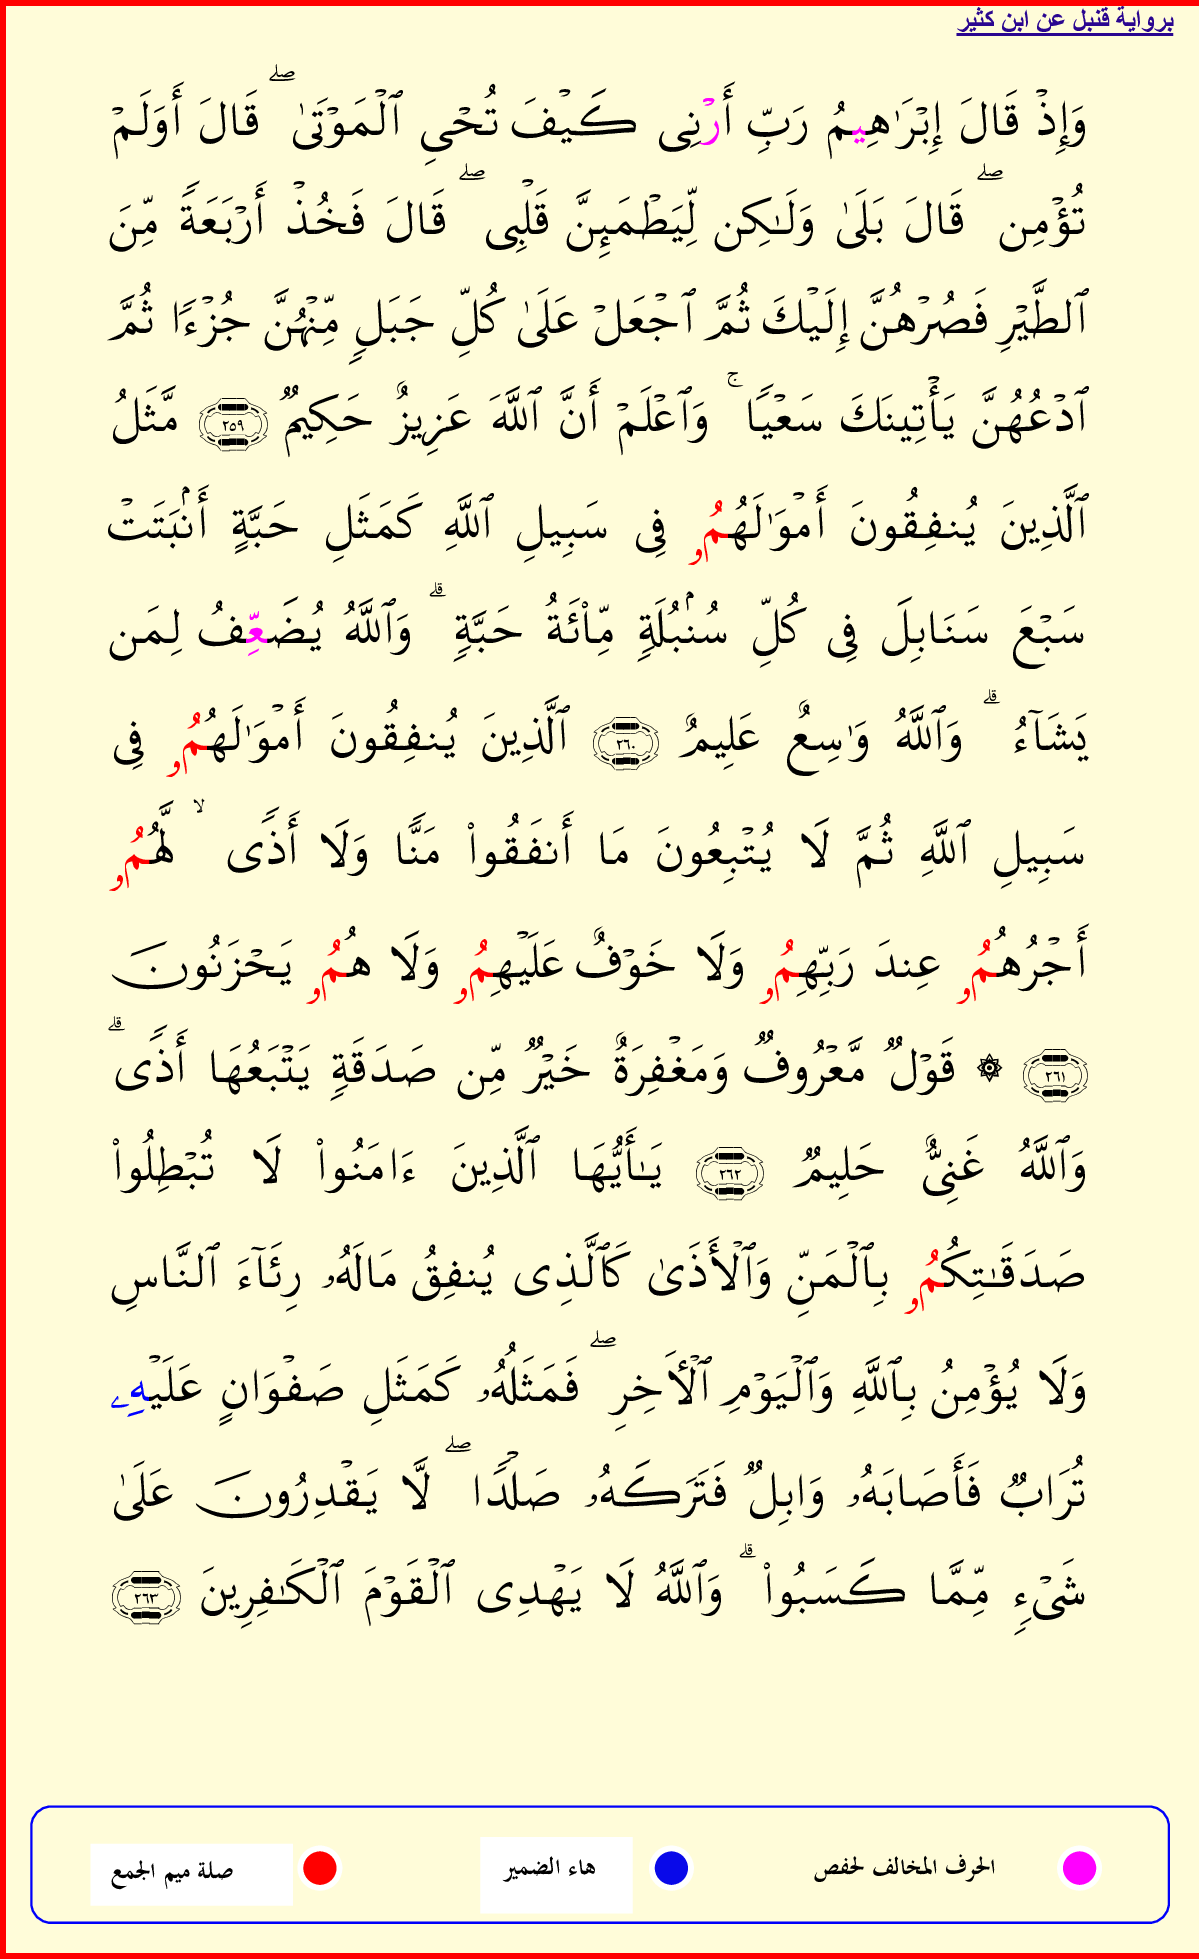 برواية قنبل عن ابن كثير
وَإِذۡ قَالَ إِبۡرَٰهِيمُ رَبِّ أَرۡنِى كَيۡفَ تُحۡىِ ٱلۡمَوۡتَىٰ ۖ قَالَ أَوَلَمۡ
تُؤۡمِن ۖ قَالَ بَلَىٰ وَلَـٰكِن لِّيَطۡمَئِنَّ قَلۡبِى ۖ قَالَ فَخُذۡ أَرۡبَعَةً مِّنَ
ٱلطَّيۡرِ فَصُرۡهُنَّ إِلَيۡكَ ثُمَّ ٱجۡعَلۡ عَلَىٰ كُلِّ جَبَلٍ مِّنۡهُنَّ جُزۡءًا ثُمَّ
ٱدۡعُهُنَّ يَأۡتِينَكَ سَعۡيًا ۚ وَٱعۡلَمۡ أَنَّ ٱللَّهَ عَزِيزٌ حَكِيمٌ ٢٥٩ مَّثَلُ
ٱلَّذِينَ يُنفِقُونَ أَمۡوَٰلَهُمُۥ فِى سَبِيلِ ٱللَّهِ كَمَثَلِ حَبَّةٍ أَنۢبَتَتۡ
سَبۡعَ سَنَابِلَ فِى كُلِّ سُنۢبُلَةٍ مِّاْئَةُ حَبَّةٍ ۗ وَٱللَّهُ يُضَعِّفُ لِمَن
يَشَآءُ ۗ وَٱللَّهُ وَٰسِعٌ عَلِيمٌ ٢٦٠ ٱلَّذِينَ يُنفِقُونَ أَمۡوَٰلَهُمُۥ فِى
سَبِيلِ ٱللَّهِ ثُمَّ لَا يُتۡبِعُونَ مَا أَنفَقُواْ مَنًّا وَلَا أَذًى ۙ لَّهُمُۥ
أَجۡرُهُمُۥ عِندَ رَبِّهِمُۥ وَلَا خَوۡفٌ عَلَيۡهِمُۥ وَلَا هُمُۥ يَحۡزَنُونَ
٢٦١ ۞ قَوۡلٌ مَّعۡرُوفٌ وَمَغۡفِرَةٌ خَيۡرٌ مِّن صَدَقَةٍ يَتۡبَعُهَا أَذًى ۗ
وَٱللَّهُ غَنِىٌّ حَلِيمٌ ٢٦٢ يَـٰأَيُّهَا ٱلَّذِينَ ءَامَنُواْ لَا تُبۡطِلُواْ
صَدَقَـٰتِكُمُۥ بِٱلۡمَنِّ وَٱلۡأَذَىٰ كَٱلَّذِى يُنفِقُ مَالَهُۥ رِئَآءَ ٱلنَّاسِ
وَلَا يُؤۡمِنُ بِٱللَّهِ وَٱلۡيَوۡمِ ٱلۡأَخِرِ ۖ فَمَثَلُهُۥ كَمَثَلِ صَفۡوَانٍ عَلَيۡهِۦ
تُرَابٌ فَأَصَابَهُۥ وَابِلٌ فَتَرَكَهُۥ صَلۡدًا ۖ لَّا يَقۡدِرُونَ عَلَىٰ
شَىۡءٍ مِّمَّا كَسَبُواْ ۗ وَٱللَّهُ لَا يَهۡدِى ٱلۡقَوۡمَ ٱلۡكَـٰفِرِينَ ٢٦٣
الحرف المخالف لحفص هاء الضمير صلة ميم الجمع